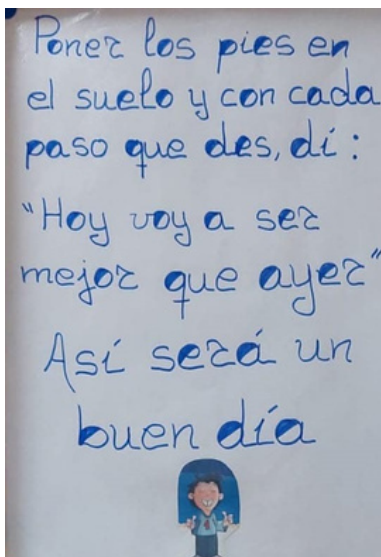 Poner los pies en
el suelo y con cada
paso que des, dí:
"Hoy voy a ser
mejor que ayer"
Así será un
buen día